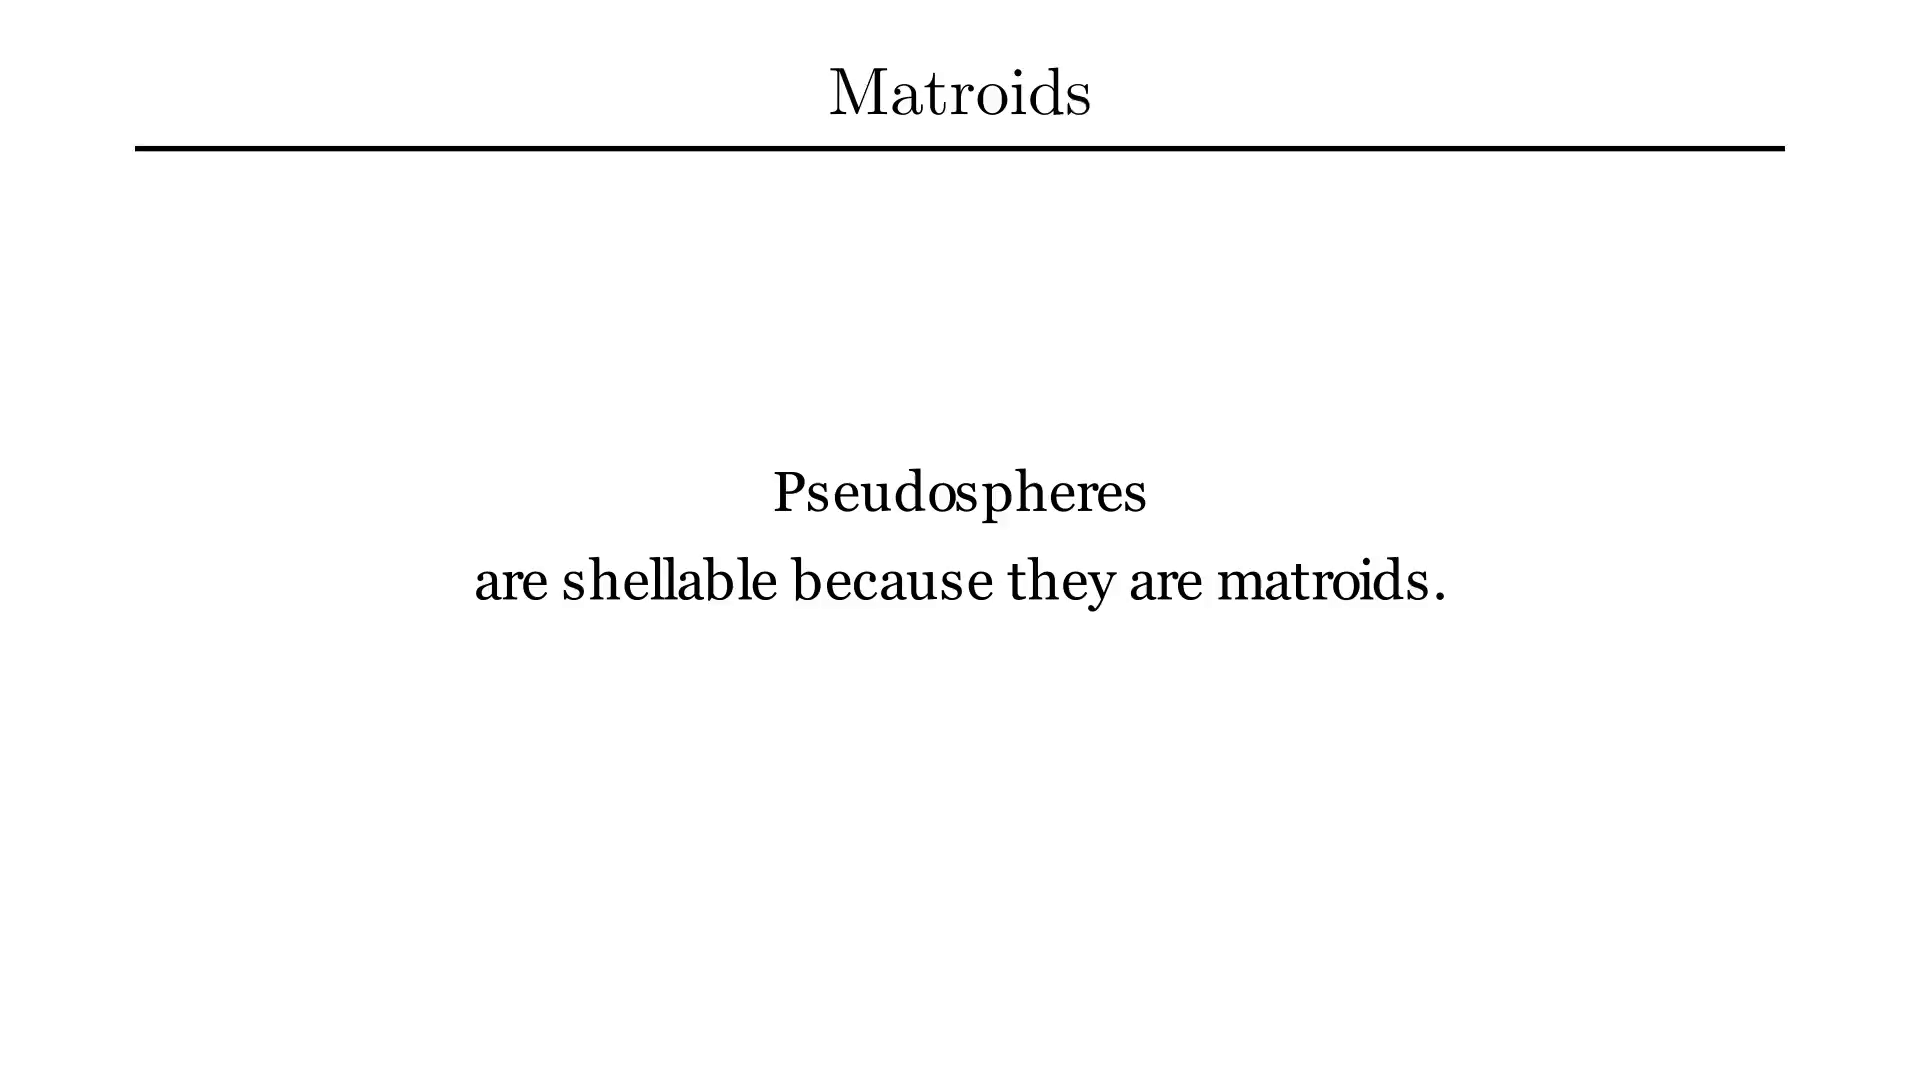 Matroids
Pseudospheres
are shellable because they are matroids.